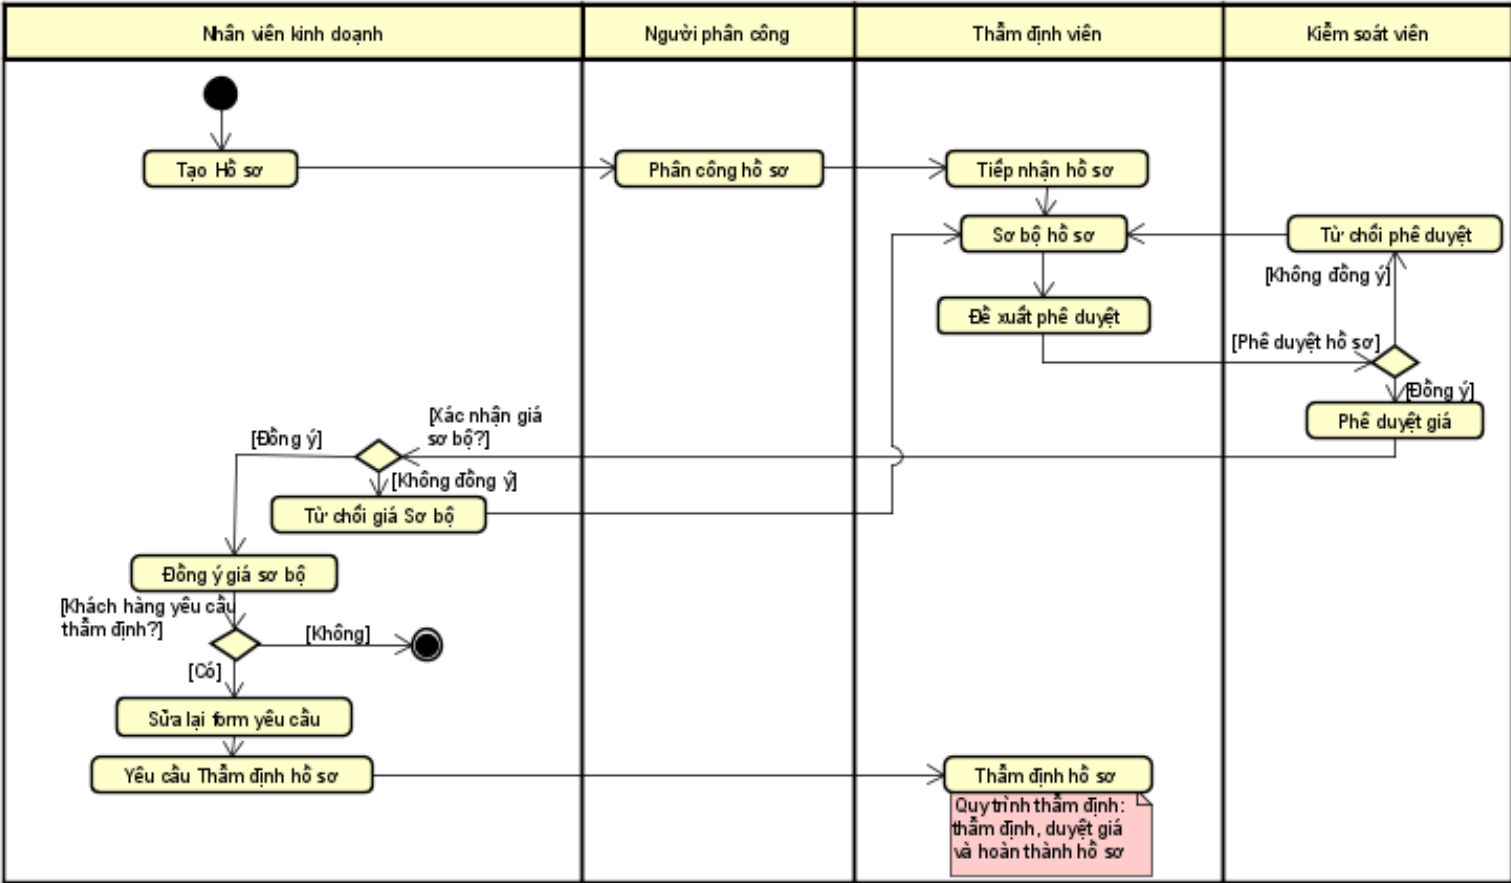 Nhân viên kinh doạnh
Người phân công
Thẩm định viên
Kiểm soát viên
Tạo Hồ sơ
Phân công hồ sơ
Tiếp nhận hồ sơ
Sơ bộ hồ sơ
Từ chối phê duyệt
[Không đồng ý]
Đề xuất phê duyệt
[Phê duyệt hồ sơ]
[Đồng ý]
Phê duyệt giá
[Xác nhận giá
sơ bộ?]
[Đồng ý]
[Không đồng ý]
Từ chối giá Sơ bộ
Đồng ý giá sơ bộ
[Khách hàng yêu cầu
thẩm định?]
[Không]
[Có]
Sửa lại form yêu cầu
Yêu cầu Thẩm định hồ sơ
Thẩm định hồ sơ
Quy trình thẩm định:
thẩm định, duyệt giá
và hoàn thành hồ sơ